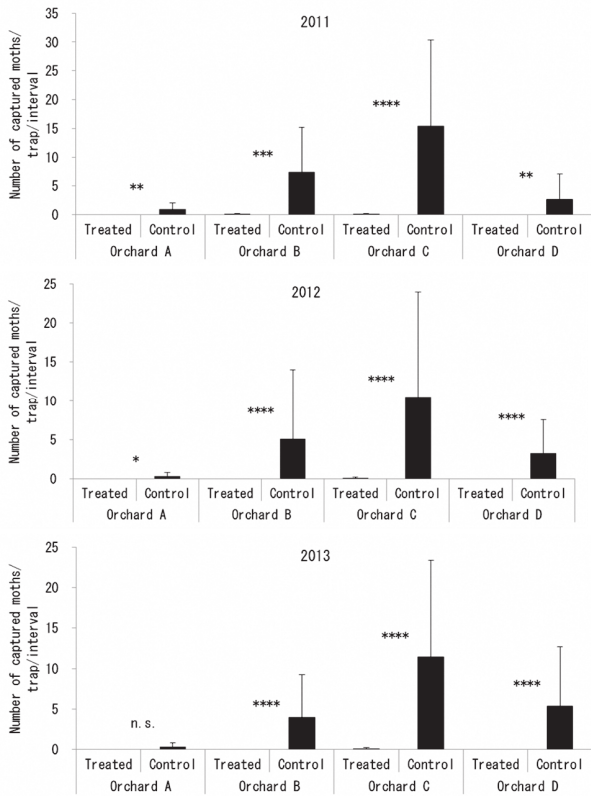 2011
Number of captured moths/
trap/interval
35
30
25
20
15
10
5
0
**
***
****
**
Treated Control Treated Control Treated Control Treated Control
Orchard A Orchard B Orchard C Orchard D
2012
Number of captured moths/
trap/interval
25
20
15
10
5
0
*
****
****
****
Treated Control Treated Control Treated Control Treated Control
Orchard A Orchard B Orchard C Orchard D
2013
Number of captured moths/
trap/interval
25
20
15
10
5
0
n.s.
****
****
****
Treated Control Treated Control Treated Control Treated Control
Orchard A Orchard B Orchard C Orchard D